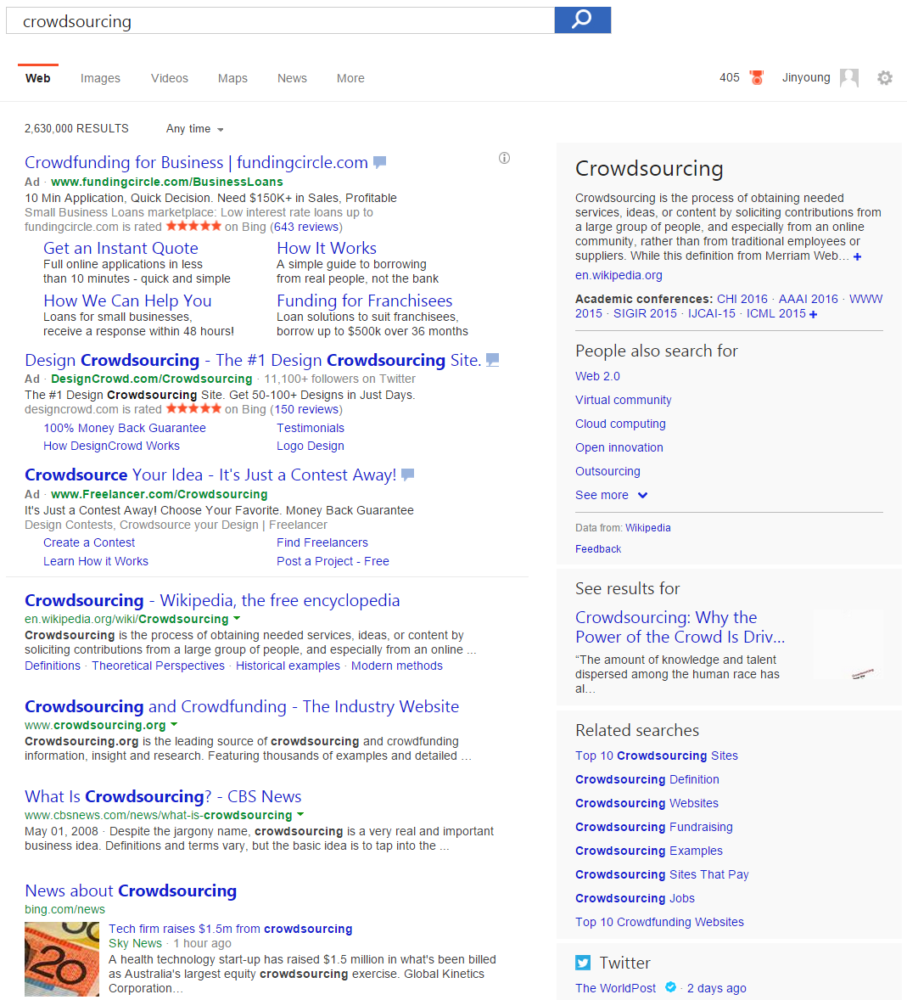 crowdsourcing
Web Images Videos Maps News More
405 Jinyoung
2,630,000 RESULTS Any time
Crowdfunding for Business | fundingcircle.com
Ad · www.fundingcircle.com/BusinessLoans
10 Min Application, Quick Decision. Need $150K+ in Sales, Profitable
Small Business Loans marketplace: Low interest rate loans up to
fundingcircle.com is rated ★★★★★ on Bing (643 reviews)
Get an Instant Quote
Full online applications in less
than 10 minutes - quick and simple
How It Works
A simple guide to borrowing
from real people, not the bank
How We Can Help You
Loans for small businesses,
receive a response within 48 hours!
Funding for Franchisees
Loan solutions to suit franchisees,
borrow up to $500k over 36 months
Design Crowdsourcing - The #1 Design Crowdsourcing Site.
Ad · DesignCrowd.com/Crowdsourcing · 11,100+ followers on Twitter
The #1 Design Crowdsourcing Site. Get 50-100+ Designs in Just Days.
designcrowd.com is rated ★★★★★ on Bing (150 reviews)
100% Money Back Guarantee Testimonials
How DesignCrowd Works Logo Design
Crowdsource Your Idea - It's Just a Contest Away!
Ad · www.Freelancer.com/Crowdsourcing
It's Just a Contest Away! Choose Your Favorite. Money Back Guarantee
Design Contests, Crowdsource your Design | Freelancer
Create a Contest Find Freelancers
Learn How it Works Post a Project - Free
Crowdsourcing - Wikipedia, the free encyclopedia
en.wikipedia.org/wiki/Crowdsourcing
Crowdsourcing is the process of obtaining needed services, ideas, or content by
soliciting contributions from a large group of people, and especially from an online ...
Definitions · Theoretical Perspectives · Historical examples · Modern methods
Crowdsourcing and Crowdfunding - The Industry Website
www.crowdsourcing.org
Crowdsourcing.org is the leading source of crowdsourcing and crowdfunding
information, insight and research. Featuring thousands of examples and detailed ...
What Is Crowdsourcing? - CBS News
www.cbsnews.com/news/what-is-crowdsourcing
May 01, 2008 · Despite the jargony name, crowdsourcing is a very real and important
business idea. Definitions and terms vary, but the basic idea is to tap into the ...
News about Crowdsourcing
bing.com/news
20
Tech firm raises $1.5m from crowdsourcing
Sky News · 1 hour ago
A health technology start-up has raised $1.5 million in what's been billed
as Australia's largest equity crowdsourcing exercise. Global Kinetics
Corporation...
Crowdsourcing
Crowdsourcing is the process of obtaining needed
services, ideas, or content by soliciting contributions from
a large group of people, and especially from an online
community, rather than from traditional employees or
suppliers. While this definition from Merriam Web... +
en.wikipedia.org
Academic conferences: CHI 2016 · AAAI 2016 · WWW
2015 · SIGIR 2015 · IJCAI-15 · ICML 2015 +
People also search for
Web 2.0
Virtual community
Cloud computing
Open innovation
Outsourcing
See more
Data from: Wikipedia
Feedback
See results for
Crowdsourcing: Why the
Power of the Crowd Is Driv...
“The amount of knowledge and talent
dispersed among the human race has
al...
Related searches
Top 10 Crowdsourcing Sites
Crowdsourcing Definition
Crowdsourcing Websites
Crowdsourcing Fundraising
Crowdsourcing Examples
Crowdsourcing Sites That Pay
Crowdsourcing Jobs
Top 10 Crowdfunding Websites
Twitter
The WorldPost · 2 days ago